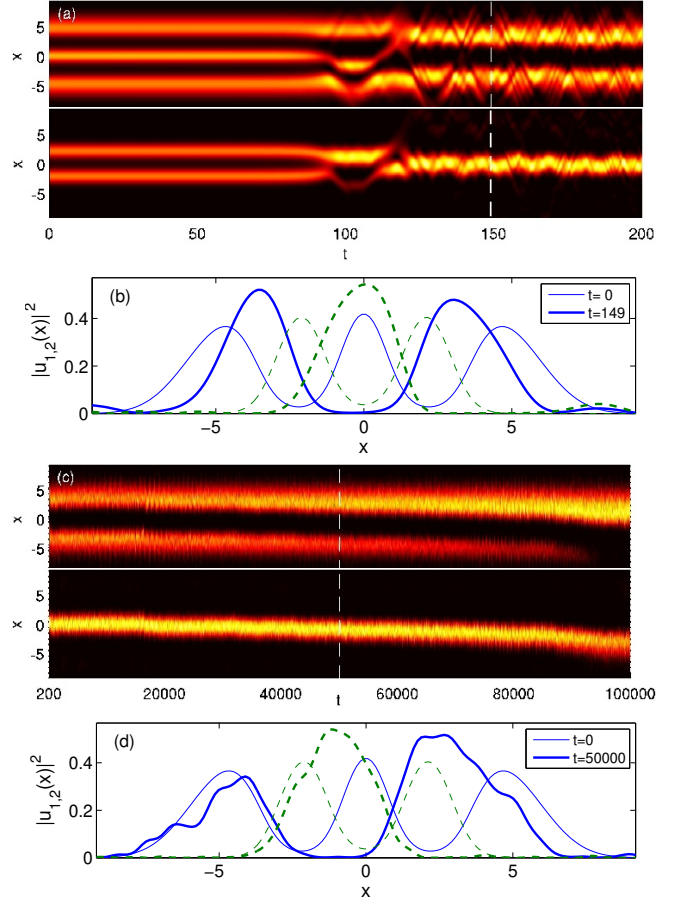 (a)
5
0
-5
x
5
0
-5
x
0 50 100 150 200
t
(b)
t= 0
t=149
|u1,2(x)|²
0.4
0.2
0
-5 0 5
x
(c)
5
0
-5
x
5
0
-5
x
200 20000 40000 60000 80000 100000
t
(d)
t=0
t=50000
|u1,2(x)|²
0.4
0.2
0
-5 0 5
x